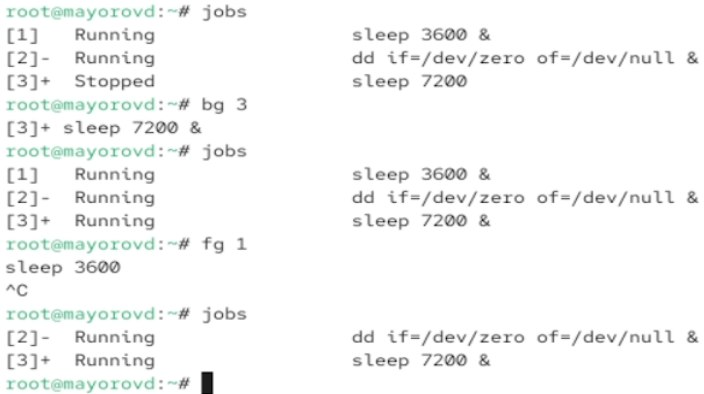 root@mayorovd:~# jobs
[1]   Running                 sleep 3600 &
[2]-  Running                 dd if=/dev/zero of=/dev/null &
[3]+  Stopped                 sleep 7200
root@mayorovd:~# bg 3
[3]+ sleep 7200 &
root@mayorovd:~# jobs
[1]   Running                 sleep 3600 &
[2]-  Running                 dd if=/dev/zero of=/dev/null &
[3]+  Running                 sleep 7200 &
root@mayorovd:~# fg 1
sleep 3600
^C
root@mayorovd:~# jobs
[2]-  Running                 dd if=/dev/zero of=/dev/null &
[3]+  Running                 sleep 7200 &
root@mayorovd:~#